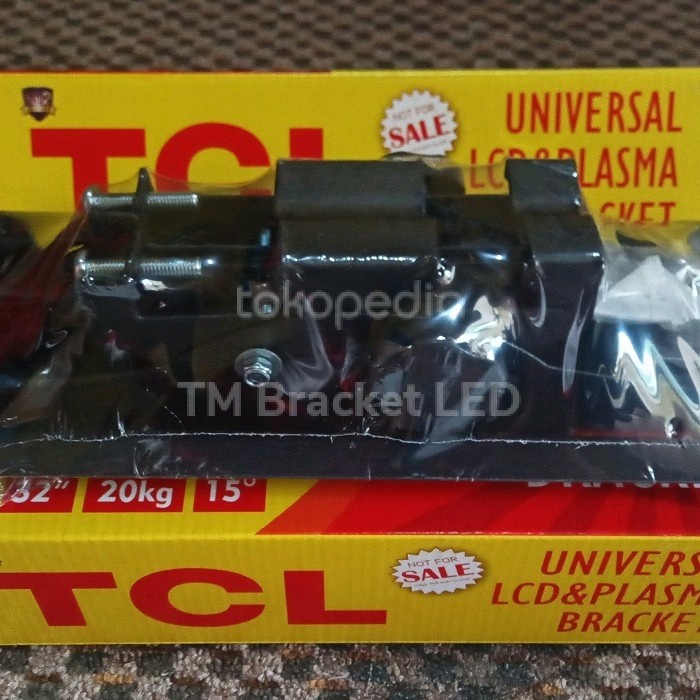 TCL
NOT FOR
SALE
UNIVERSAL
LCD&PLASMA
tokopedia
TM Bracket LED
32" 20kg 15°
TCL
NOT FOR
SALE
UNIVERS
LCD&PLASM
BRACKE